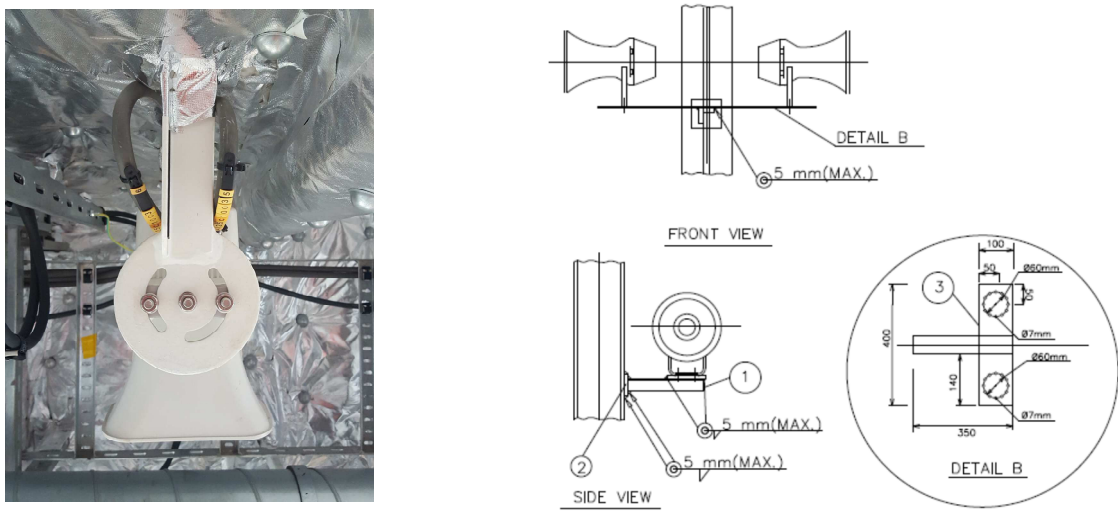 DETAIL B
5 mm(MAX.)
FRONT VIEW
1
5 mm(MAX.)
2
5 mm(MAX.)
SIDE VIEW
100
50
Ø60mm
3
50
Ø7mm
400
Ø60mm
140
Ø7mm
350
DETAIL B